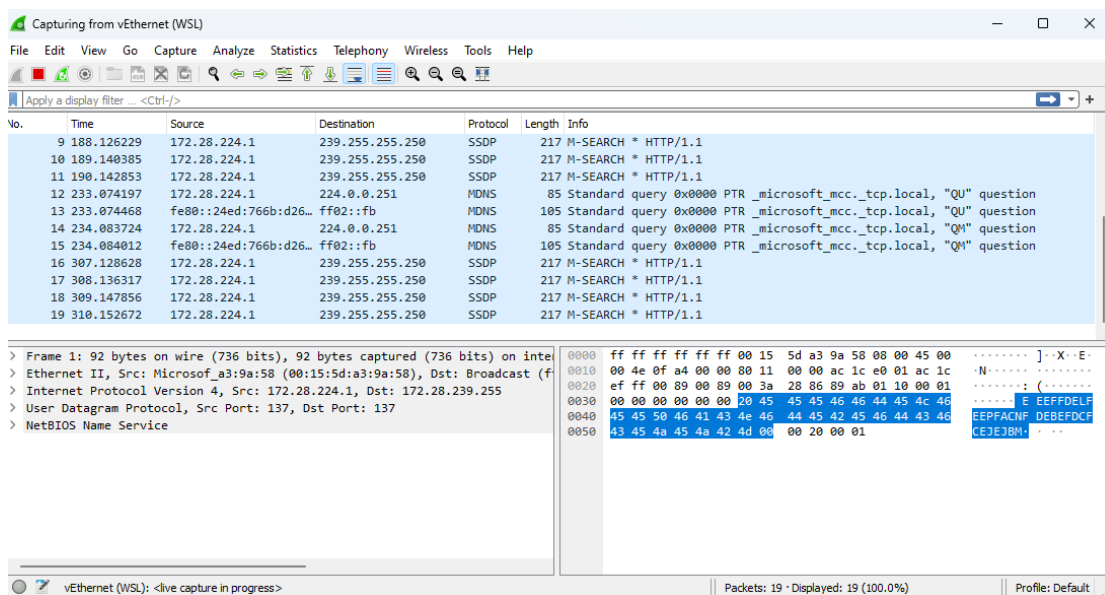 Capturing from vEthernet (WSL)
File Edit View Go Capture Analyze Statistics Telephony Wireless Tools Help
Apply a display filter ... <Ctrl-/>
No. Time Source Destination Protocol Length Info
9 188.126229 172.28.224.1 239.255.255.250 SSDP 217 M-SEARCH * HTTP/1.1
10 189.140385 172.28.224.1 239.255.255.250 SSDP 217 M-SEARCH * HTTP/1.1
11 190.142853 172.28.224.1 239.255.255.250 SSDP 217 M-SEARCH * HTTP/1.1
12 233.074197 172.28.224.1 224.0.0.251 MDNS 85 Standard query 0x0000 PTR _microsoft_mcc._tcp.local, "QU" question
13 233.074468 fe80::24ed:766b:d26… ff02::fb MDNS 105 Standard query 0x0000 PTR _microsoft_mcc._tcp.local, "QU" question
14 234.083724 172.28.224.1 224.0.0.251 MDNS 85 Standard query 0x0000 PTR _microsoft_mcc._tcp.local, "QM" question
15 234.084012 fe80::24ed:766b:d26… ff02::fb MDNS 105 Standard query 0x0000 PTR _microsoft_mcc._tcp.local, "QM" question
16 307.128628 172.28.224.1 239.255.255.250 SSDP 217 M-SEARCH * HTTP/1.1
17 308.136317 172.28.224.1 239.255.255.250 SSDP 217 M-SEARCH * HTTP/1.1
18 309.147856 172.28.224.1 239.255.255.250 SSDP 217 M-SEARCH * HTTP/1.1
19 310.152672 172.28.224.1 239.255.255.250 SSDP 217 M-SEARCH * HTTP/1.1
> Frame 1: 92 bytes on wire (736 bits), 92 bytes captured (736 bits) on inte
> Ethernet II, Src: Microsof_a3:9a:58 (00:15:5d:a3:9a:58), Dst: Broadcast (f
> Internet Protocol Version 4, Src: 172.28.224.1, Dst: 172.28.239.255
> User Datagram Protocol, Src Port: 137, Dst Port: 137
> NetBIOS Name Service
0000 ff ff ff ff ff ff 00 15 5d a3 9a 58 08 00 45 00 ········ ]··X··E·
0010 00 4e 0f a4 00 00 80 11 00 00 ac 1c e0 01 ac 1c ·N······ ········
0020 ef ff 00 89 00 89 00 3a 28 86 89 ab 01 10 00 01 ·······: (·······
0030 00 00 00 00 00 00 20 45 45 45 46 46 44 45 4c 46 ······ E EEFFDELF
0040 45 45 50 46 41 43 4e 46 44 45 42 45 46 44 43 46 EEPFACNF DEBEFDCF
0050 43 45 4a 45 4a 42 4d 00 00 20 00 01 CEJEJBM· · ··
vEthernet (WSL): <live capture in progress> Packets: 19 · Displayed: 19 (100.0%) Profile: Default